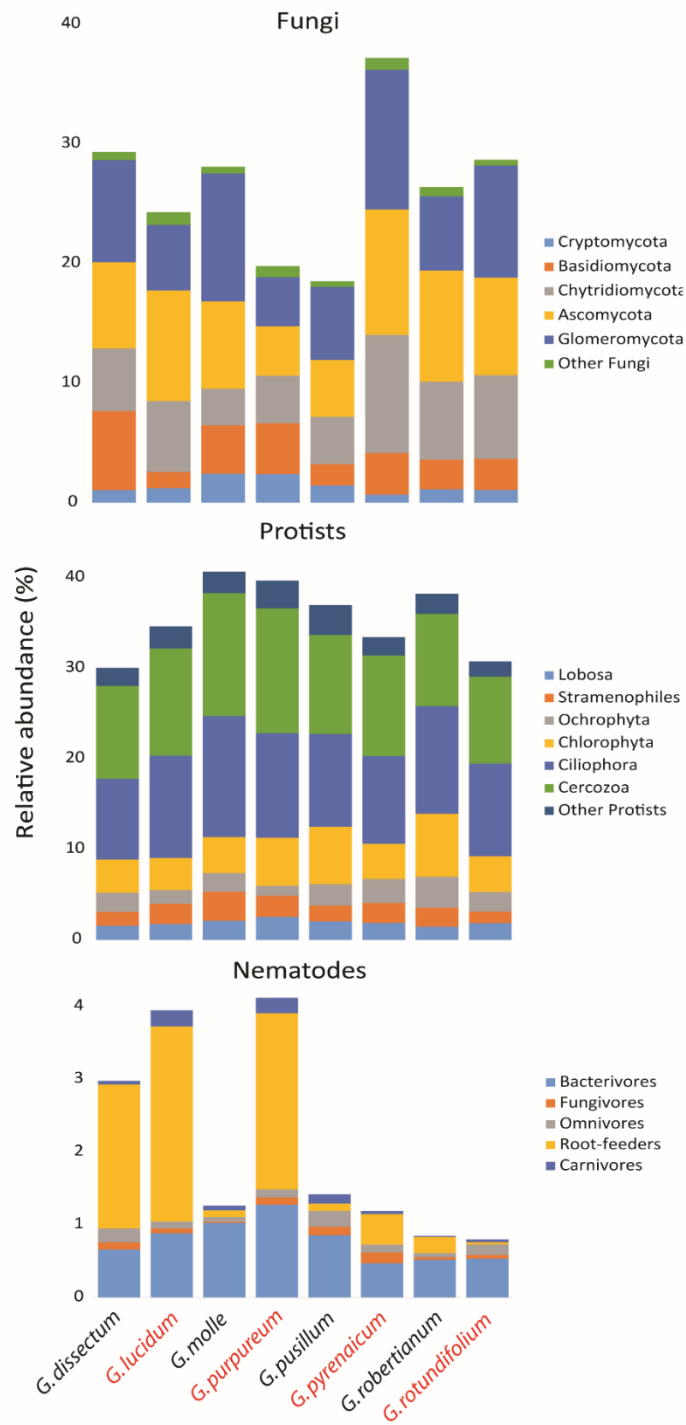 Fungi
40
30
20
10
0
Cryptomycota
Basidiomycota
Chytridiomycota
Ascomycota
Glomeromycota
Other Fungi
Relative abundance (%)
Protists
40
30
20
10
0
Lobosa
Stramenophiles
Ochrophyta
Chlorophyta
Ciliophora
Cercozoa
Other Protists
Nematodes
4
3
2
1
0
Bacterivores
Fungivores
Omnivores
Root-feeders
Carnivores
G.dissectum
G.lucidum
G.molle
G.purpureum
G.pusillum
G.pyrenaicum
G.robertianum
G.rotundifolium